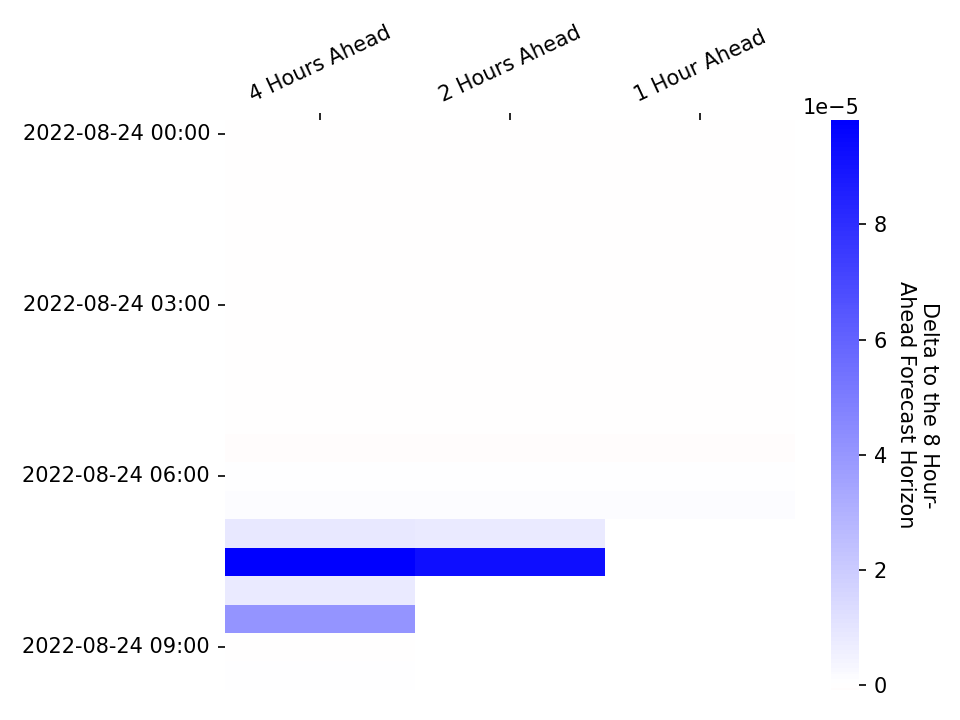 4 Hours Ahead
2 Hours Ahead
1 Hour Ahead
1e−5
2022-08-24 00:00
2022-08-24 03:00
2022-08-24 06:00
2022-08-24 09:00
8
6
4
2
0
Delta to the 8 Hour-
Ahead Forecast Horizon